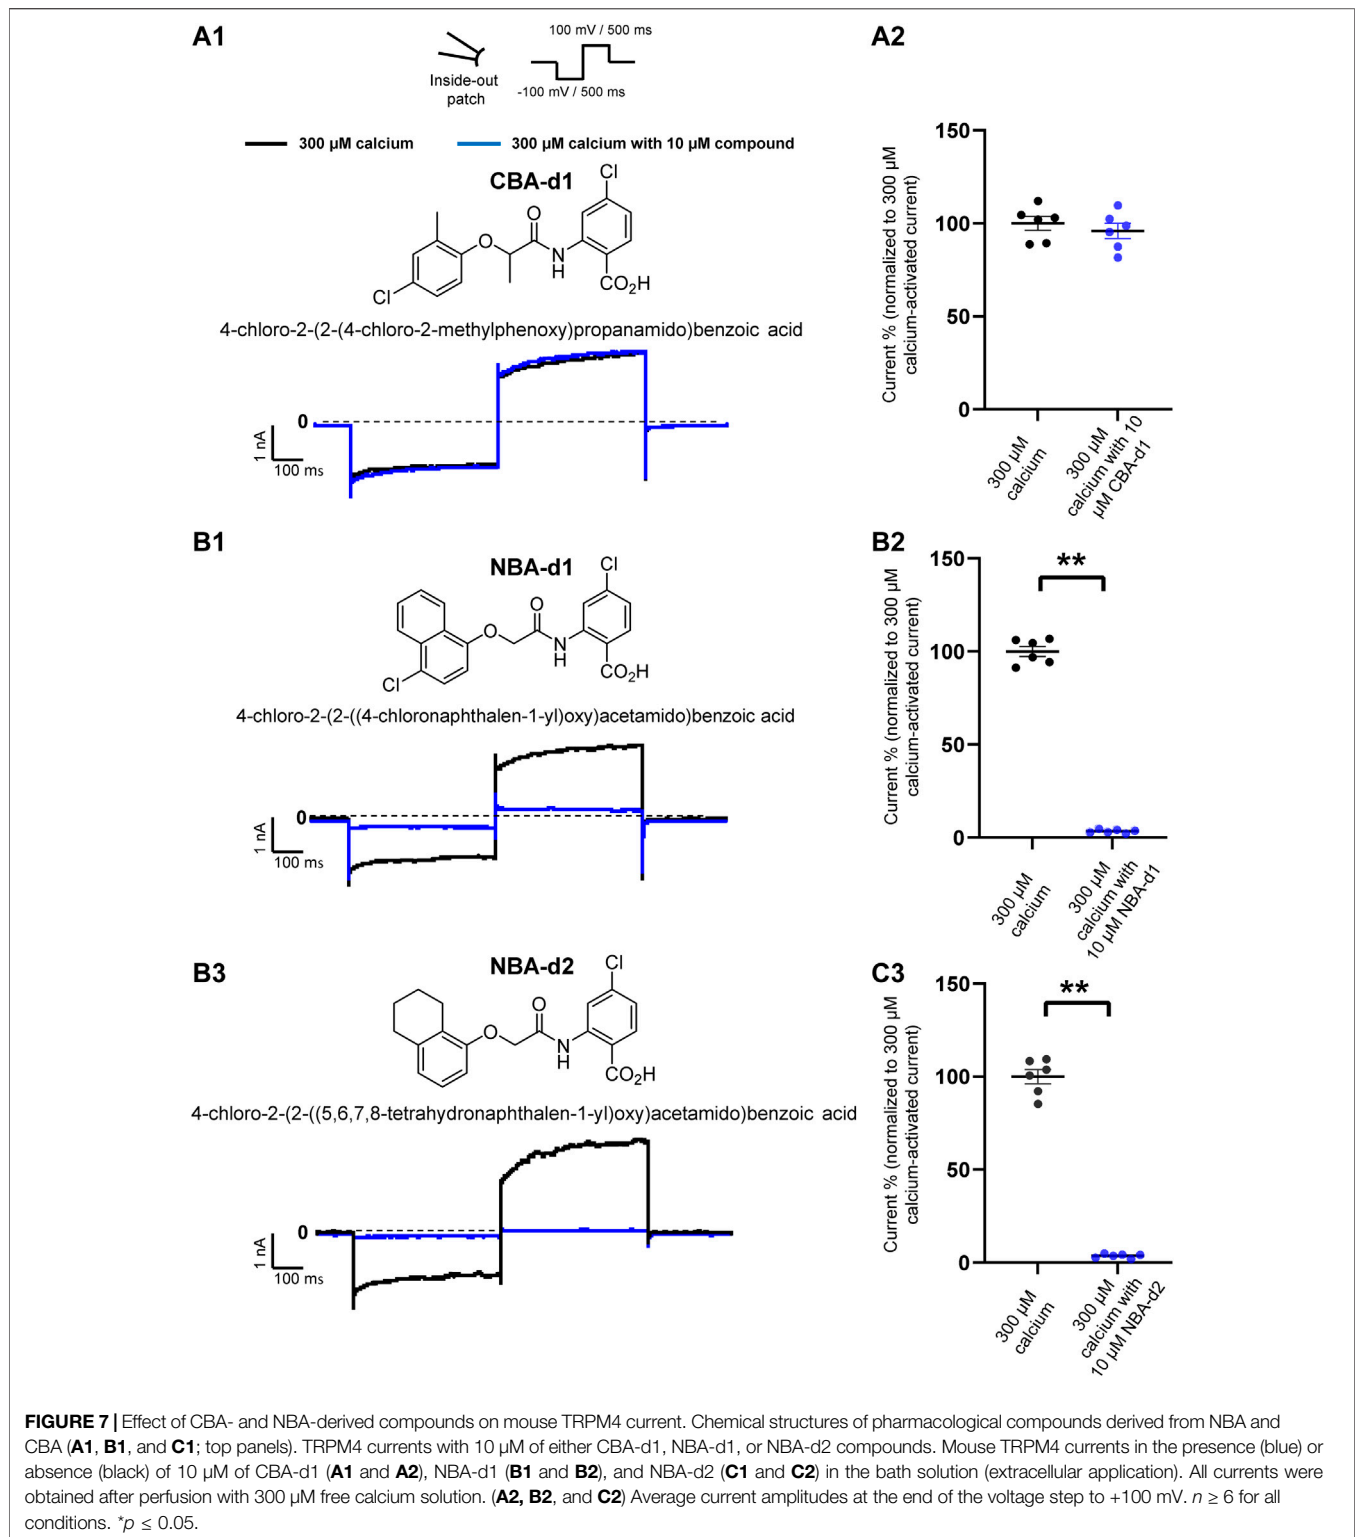 A1
100 mV / 500 ms
Inside-out
patch
-100 mV / 500 ms
300 µM calcium
300 µM calcium with 10 µM compound
CBA-d1
Cl
O
O
N
H
CO2H
Cl
4-chloro-2-(2-(4-chloro-2-methylphenoxy)propanamido)benzoic acid
0
1 nA
100 ms
A2
Current % (normalized to 300 µM
calcium-activated current)
150
100
50
0
300 µM
calcium
300 µM
calcium with 10
µM CBA-d1
B1
NBA-d1
Cl
O
O
N
H
CO2H
Cl
4-chloro-2-(2-((4-chloronaphthalen-1-yl)oxy)acetamido)benzoic acid
0
1 nA
100 ms
B2
Current % (normalized to 300 µM
calcium-activated current)
150
100
50
0
**
300 µM
calcium
300 µM
calcium with
10 µM NBA-d1
B3
NBA-d2
Cl
O
O
N
H
CO2H
4-chloro-2-(2-((5,6,7,8-tetrahydronaphthalen-1-yl)oxy)acetamido)benzoic acid
0
1 nA
100 ms
C3
Current % (normalized to 300 µM
calcium-activated current)
150
100
50
0
**
300 µM
calcium
300 µM
calcium with
10 µM NBA-d2
FIGURE 7 | Effect of CBA- and NBA-derived compounds on mouse TRPM4 current. Chemical structures of pharmacological compounds derived from NBA and
CBA (A1, B1, and C1; top panels). TRPM4 currents with 10 µM of either CBA-d1, NBA-d1, or NBA-d2 compounds. Mouse TRPM4 currents in the presence (blue) or
absence (black) of 10 µM of CBA-d1 (A1 and A2), NBA-d1 (B1 and B2), and NBA-d2 (C1 and C2) in the bath solution (extracellular application). All currents were
obtained after perfusion with 300 µM free calcium solution. (A2, B2, and C2) Average current amplitudes at the end of the voltage step to +100 mV. n ≥ 6 for all
conditions. *p ≤ 0.05.